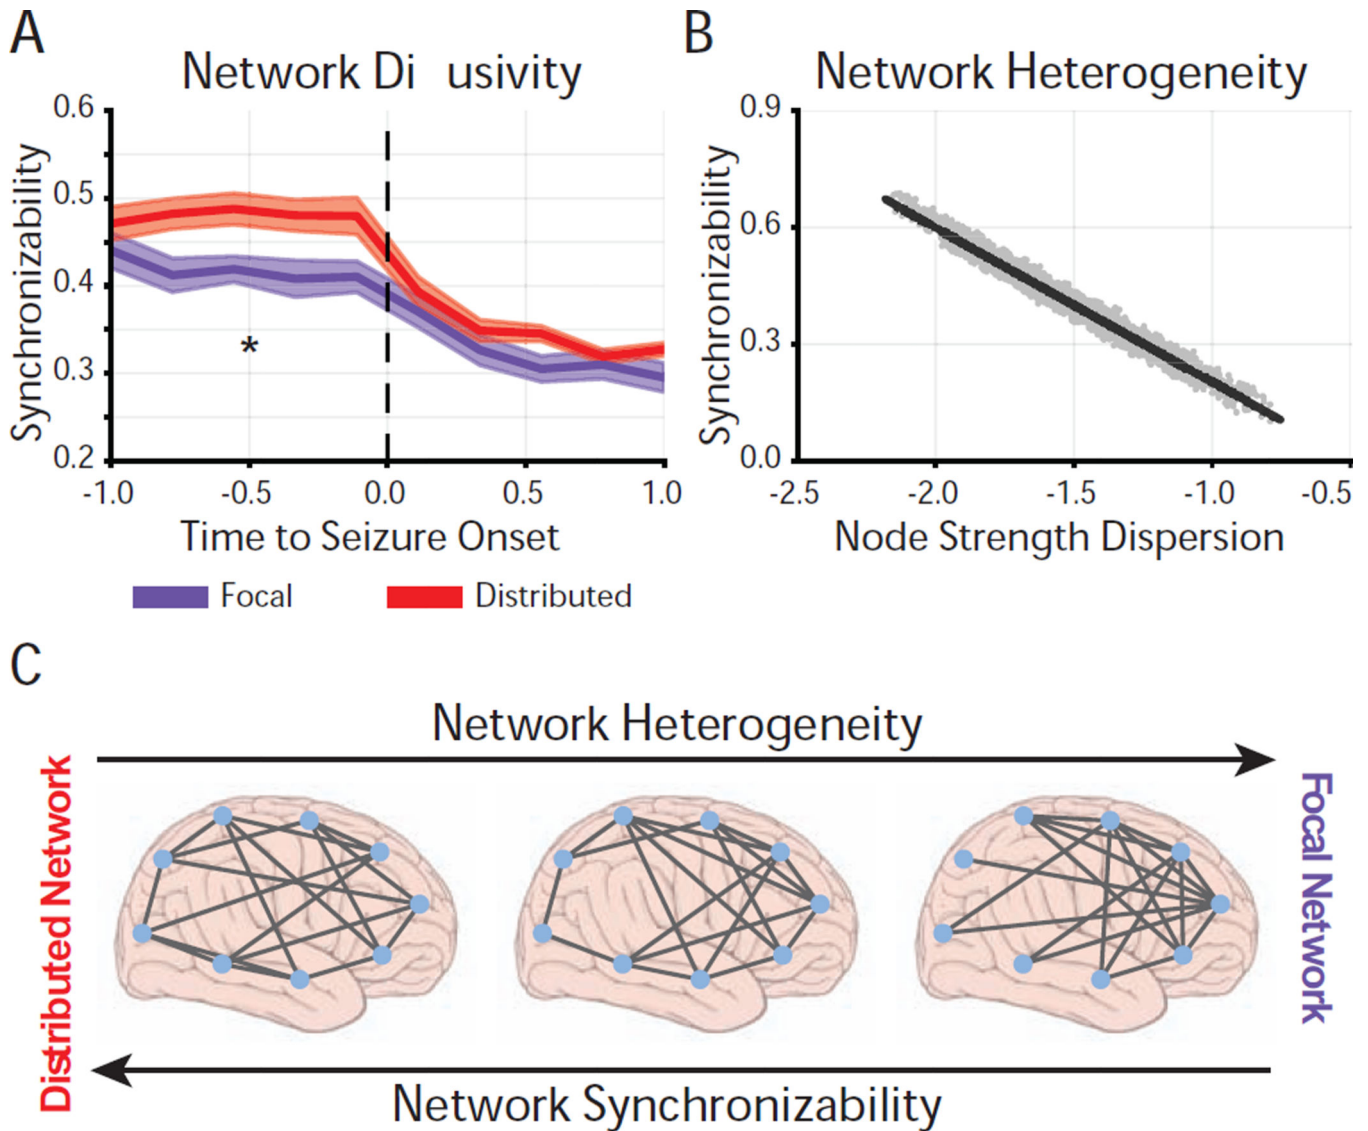 A
Network Di usivity
Synchronizability
0.6
0.5
0.4
0.3
0.2
*
-1.0
-0.5
0.0
0.5
1.0
Time to Seizure Onset
Focal
Distributed
B
Network Heterogeneity
Synchronizability
0.9
0.6
0.3
0.0
-2.5
-2.0
-1.5
-1.0
-0.5
Node Strength Dispersion
C
Network Heterogeneity
Distributed Network
Focal Network
Network Synchronizability